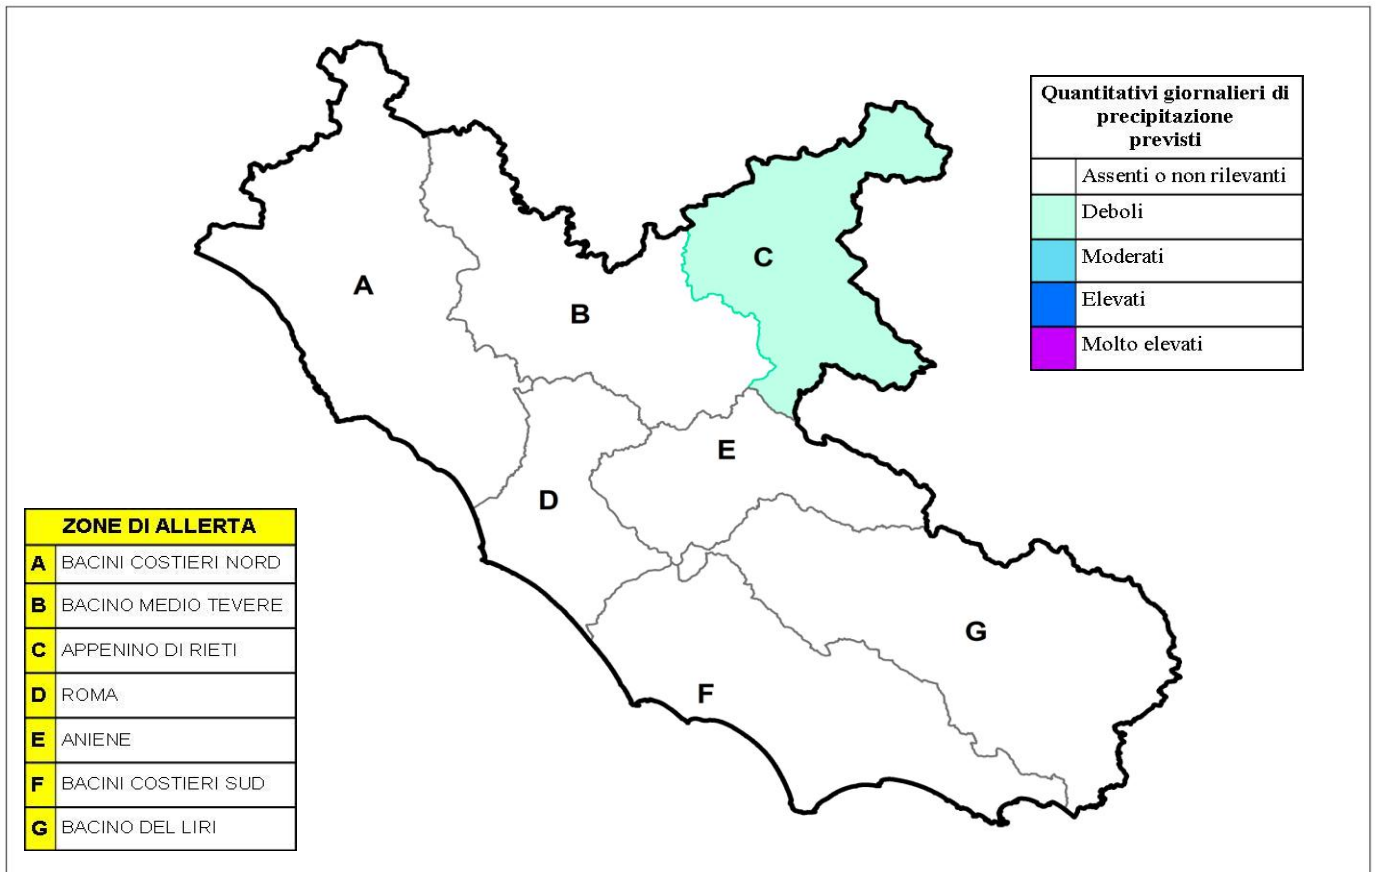 Quantitativi giornalieri di
precipitazione
previsti
Assenti o non rilevanti
Deboli
Moderati
Elevati
Molto elevati
A
B
C
D
E
F
G
ZONE DI ALLERTA
A BACINI COSTIERI NORD
B BACINO MEDIO TEVERE
C APPENINO DI RIETI
D ROMA
E ANIENE
F BACINI COSTIERI SUD
G BACINO DEL LIRI